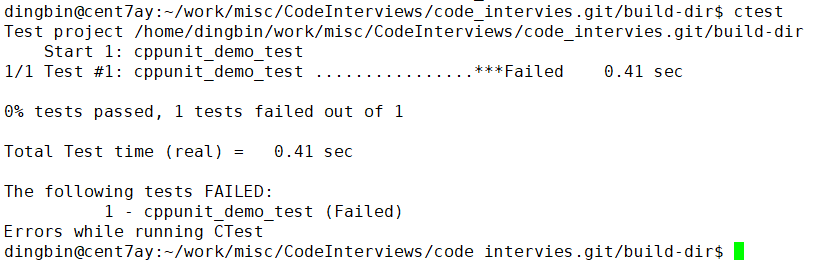 dingbin@cent7ay:~/work/misc/CodeInterviews/code_intervies.git/build-dir$ ctest
Test project /home/dingbin/work/misc/CodeInterviews/code_intervies.git/build-dir
    Start 1: cppunit_demo_test
1/1 Test #1: cppunit_demo_test ................***Failed    0.41 sec

0% tests passed, 1 tests failed out of 1

Total Test time (real) =   0.41 sec

The following tests FAILED:
          1 - cppunit_demo_test (Failed)
Errors while running CTest
dingbin@cent7ay:~/work/misc/CodeInterviews/code intervies.git/build-dir$